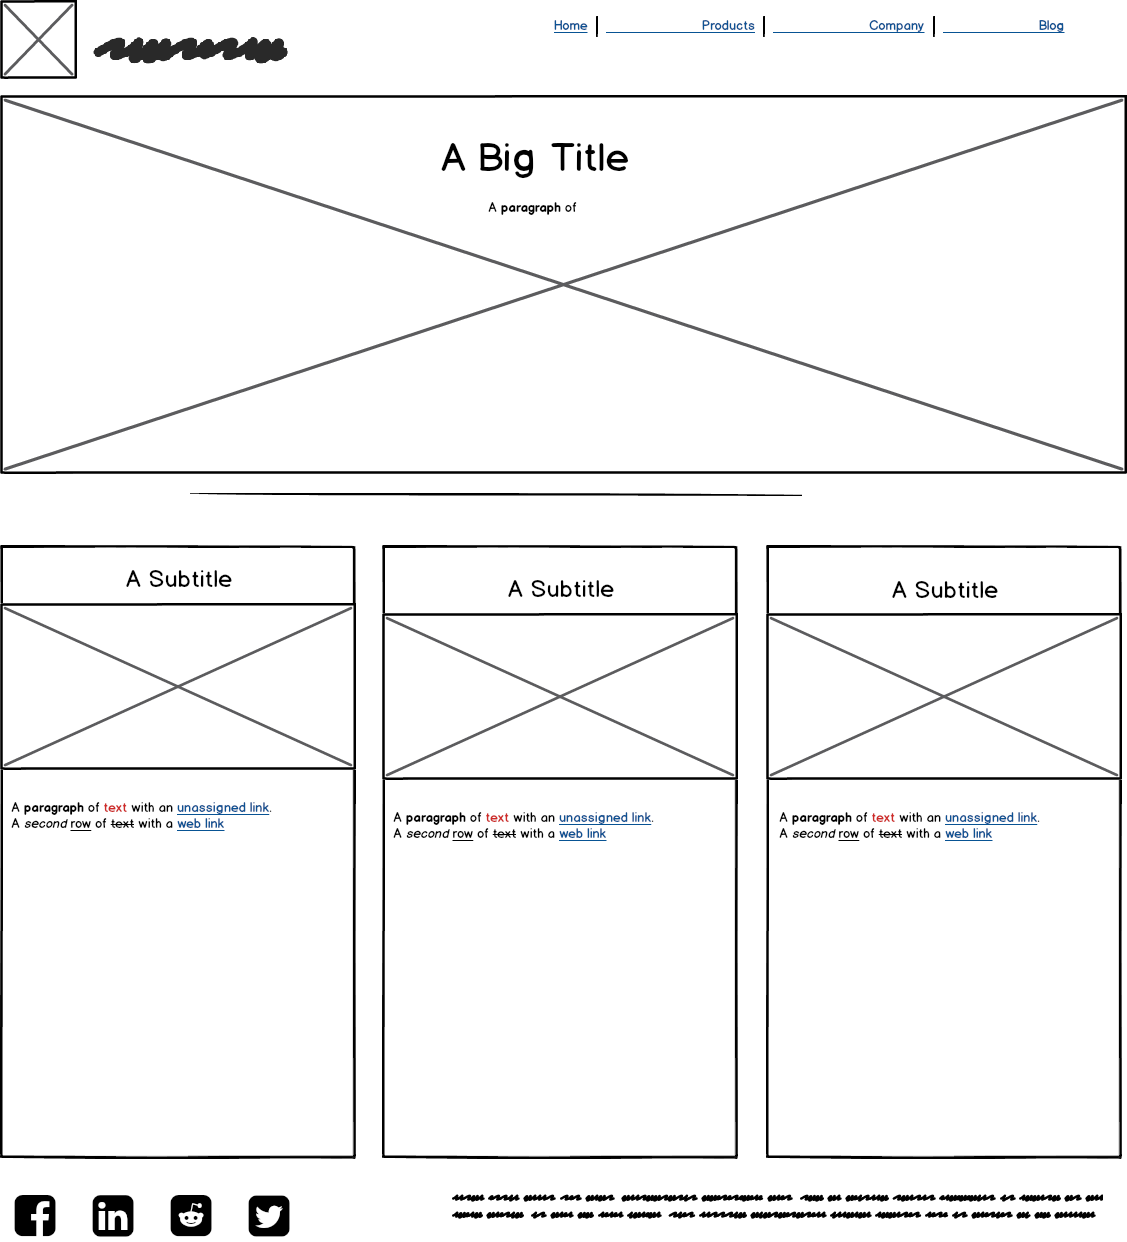 Home Products Company Blog
A Big Title
A paragraph of
A Subtitle
A paragraph of text with an unassigned link.
A second row of text with a web link
A Subtitle
A paragraph of text with an unassigned link.
A second row of text with a web link
A Subtitle
A paragraph of text with an unassigned link.
A second row of text with a web link